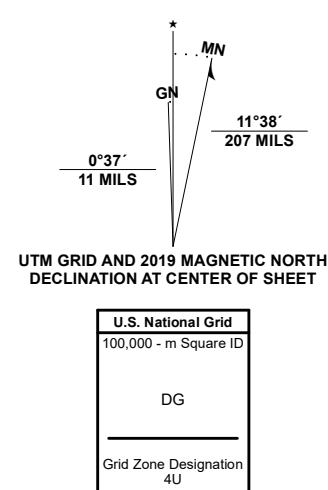 ★
MN
GN
11°38´
207 MILS
0°37´
11 MILS
UTM GRID AND 2019 MAGNETIC NORTH
DECLINATION AT CENTER OF SHEET
U.S. National Grid
100,000 - m Square ID
DG
Grid Zone Designation
4U